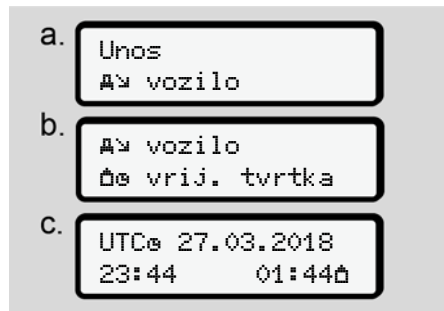 a.
Unos
vozilo
b.
vozilo
vrij. tvrtka
c.
UTC 27.03.2018
23:44 01:44